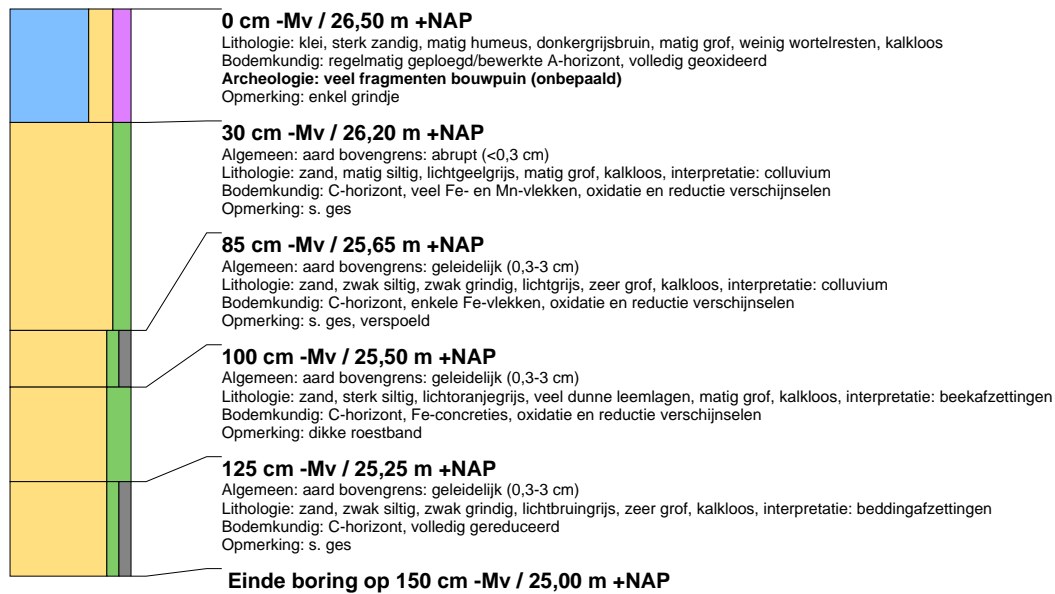 0 cm -Mv / 26,50 m +NAP
Lithologie: klei, sterk zandig, matig humeus, donkergrijsbruin, matig grof, weinig wortelresten, kalkloos
Bodemkundig: regelmatig geploegd/bewerkte A-horizont, volledig geoxideerd
Archeologie: veel fragmenten bouwpuin (onbepaald)
Opmerking: enkel grindje
30 cm -Mv / 26,20 m +NAP
Algemeen: aard bovengrens: abrupt (<0,3 cm)
Lithologie: zand, matig siltig, lichtgeelgrijs, matig grof, kalkloos, interpretatie: colluvium
Bodemkundig: C-horizont, veel Fe- en Mn-vlekken, oxidatie en reductie verschijnselen
Opmerking: s. ges
85 cm -Mv / 25,65 m +NAP
Algemeen: aard bovengrens: geleidelijk (0,3-3 cm)
Lithologie: zand, zwak siltig, zwak grindig, lichtgrijs, zeer grof, kalkloos, interpretatie: colluvium
Bodemkundig: C-horizont, enkele Fe-vlekken, oxidatie en reductie verschijnselen
Opmerking: s. ges, verspoeld
100 cm -Mv / 25,50 m +NAP
Algemeen: aard bovengrens: geleidelijk (0,3-3 cm)
Lithologie: zand, sterk siltig, lichtoranjegrijs, veel dunne leemlagen, matig grof, kalkloos, interpretatie: beekafzettingen
Bodemkundig: C-horizont, Fe-concreties, oxidatie en reductie verschijnselen
Opmerking: dikke roestband
125 cm -Mv / 25,25 m +NAP
Algemeen: aard bovengrens: geleidelijk (0,3-3 cm)
Lithologie: zand, zwak siltig, zwak grindig, lichtbruingrijs, zeer grof, kalkloos, interpretatie: beddingafzettingen
Bodemkundig: C-horizont, volledig gereduceerd
Opmerking: s. ges
Einde boring op 150 cm -Mv / 25,00 m +NAP